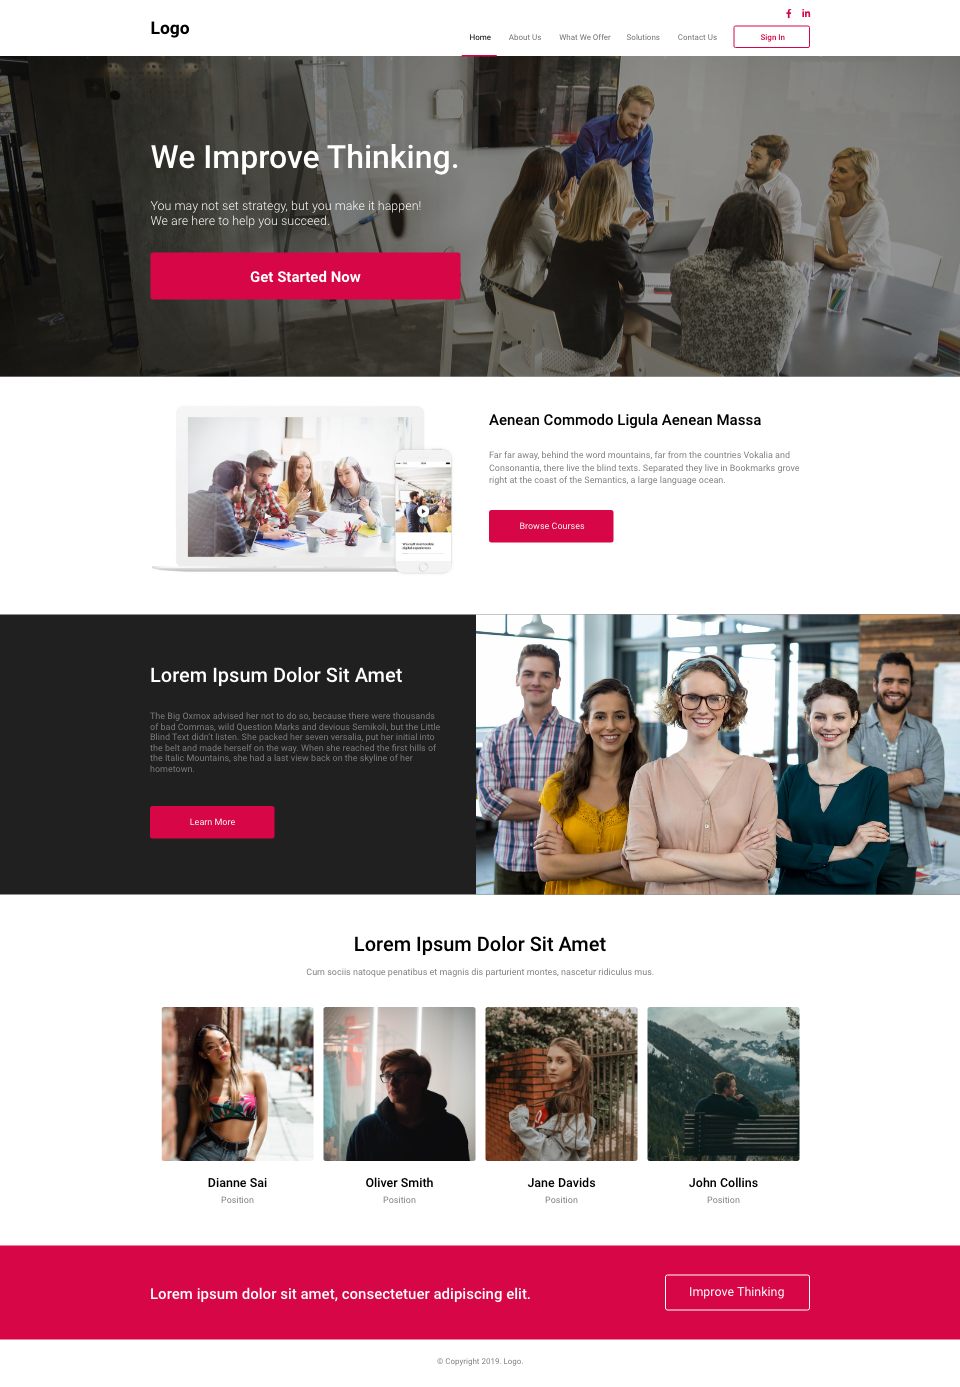 Logo
Home
About Us
What We Offer
Solutions
Contact Us
Sign In
We Improve Thinking.
You may not set strategy, but you make it happen!
We are here to help you succeed.
Get Started Now
Aenean Commodo Ligula Aenean Massa
Far far away, behind the word mountains, far from the countries Vokalia and
Consonantia, there live the blind texts. Separated they live in Bookmarks grove
right at the coast of the Semantics, a large language ocean.
Browse Courses
Lorem Ipsum Dolor Sit Amet
The Big Oxmox advised her not to do so, because there were thousands
of bad Commas, wild Question Marks and devious Semikoli, but the Little
Blind Text didn't listen. She packed her seven versalia, put her initial into
the belt and made herself on the way. When she reached the first hills of
the Italic Mountains, she had a last view back on the skyline of her
hometown.
Learn More
Lorem Ipsum Dolor Sit Amet
Cum sociis natoque penatibus et magnis dis parturient montes, nascetur ridiculus mus.
Dianne Sai
Position
Oliver Smith
Position
Jane Davids
Position
John Collins
Position
Lorem ipsum dolor sit amet, consectetuer adipiscing elit.
Improve Thinking
© Copyright 2019. Logo.